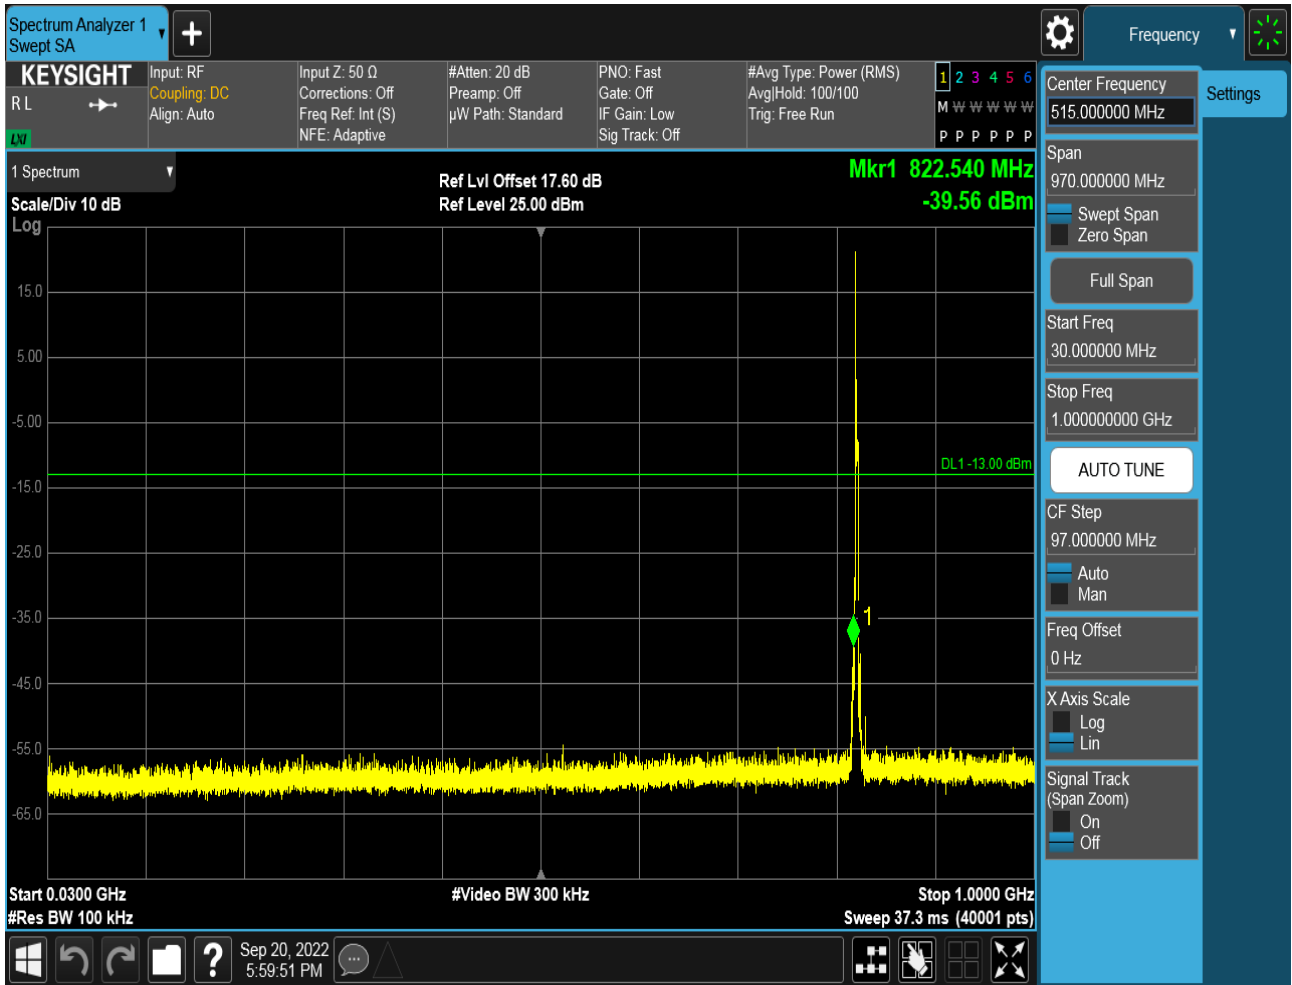 Spectrum Analyzer 1
Swept SA
Frequency
KEYSIGHT
R L
LXI
Input: RF
Coupling: DC
Align: Auto
Input Z: 50 Ω
Corrections: Off
Freq Ref: Int (S)
NFE: Adaptive
#Atten: 20 dB
Preamp: Off
µW Path: Standard
PNO: Fast
Gate: Off
IF Gain: Low
Sig Track: Off
#Avg Type: Power (RMS)
Avg|Hold: 100/100
Trig: Free Run
1 2 3 4 5 6
M W W W W W
P P P P P P
1 Spectrum
Scale/Div 10 dB
Log
Ref Lvl Offset 17.60 dB
Ref Level 25.00 dBm
Mkr1 822.540 MHz
-39.56 dBm
15.0
5.00
-5.00
DL1 -13.00 dBm
-15.0
-25.0
-35.0
1
-45.0
-55.0
-65.0
Start 0.0300 GHz
#Video BW 300 kHz
Stop 1.0000 GHz
#Res BW 100 kHz
Sweep 37.3 ms (40001 pts)
Center Frequency
515.000000 MHz
Settings
Span
970.000000 MHz
Swept Span
Zero Span
Full Span
Start Freq
30.000000 MHz
Stop Freq
1.000000000 GHz
AUTO TUNE
CF Step
97.000000 MHz
Auto
Man
Freq Offset
0 Hz
X Axis Scale
Log
Lin
Signal Track
(Span Zoom)
On
Off
?
Sep 20, 2022
5:59:51 PM